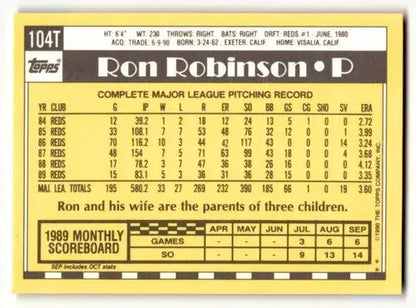 104T
HT: 6'4" WT: 230 THROWS: RIGHT BATS: RIGHT DRFT: REDS #1-JUNE, 1980
ACQ: TRADE, 6-9-90 BORN: 3-24-62, EXETER, CALIF HOME: VISALIA, CALIF
Topps
Ron Robinson • P
COMPLETE MAJOR LEAGUE PITCHING RECORD
YR CLUB G IP W L R ER SO BB GS CG SHO SV ERA
84 REDS 12 39.2 1 2 18 12 24 13 5 1 0 0 2.72
85 REDS 33 108.1 7 7 53 48 76 32 12 0 0 1 3.99
86 REDS 70 116.2 10 3 44 42 117 43 0 0 0 14 3.24
87 REDS 48 154 7 5 71 63 99 43 18 0 0 4 3.68
88 REDS 17 78.2 3 7 47 36 38 26 16 0 0 0 4.12
89 REDS 15 83.1 5 3 36 31 36 28 15 0 0 0 3.35
MAJ. LEA. TOTALS 195 580.2 33 27 269 232 390 185 66 1 0 19 3.60
Ron and his wife are the parents of three children.
1989 MONTHLY SCOREBOARD
APR MAY JUN JUL AUG SEP
GAMES 3 6 6
SO 9 13 14
SEP includes OCT stats
©1990 THE TOPPS COMPANY, INC.